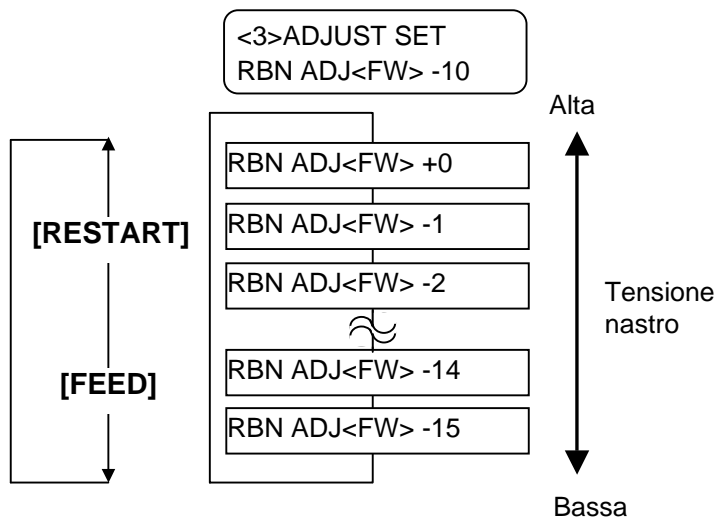 <3>ADJUST SET
RBN ADJ<FW> -10
Alta
RBN ADJ<FW> +0
[RESTART]
RBN ADJ<FW> -1
RBN ADJ<FW> -2
Tensione
nastro
[FEED]
RBN ADJ<FW> -14
RBN ADJ<FW> -15
Bassa